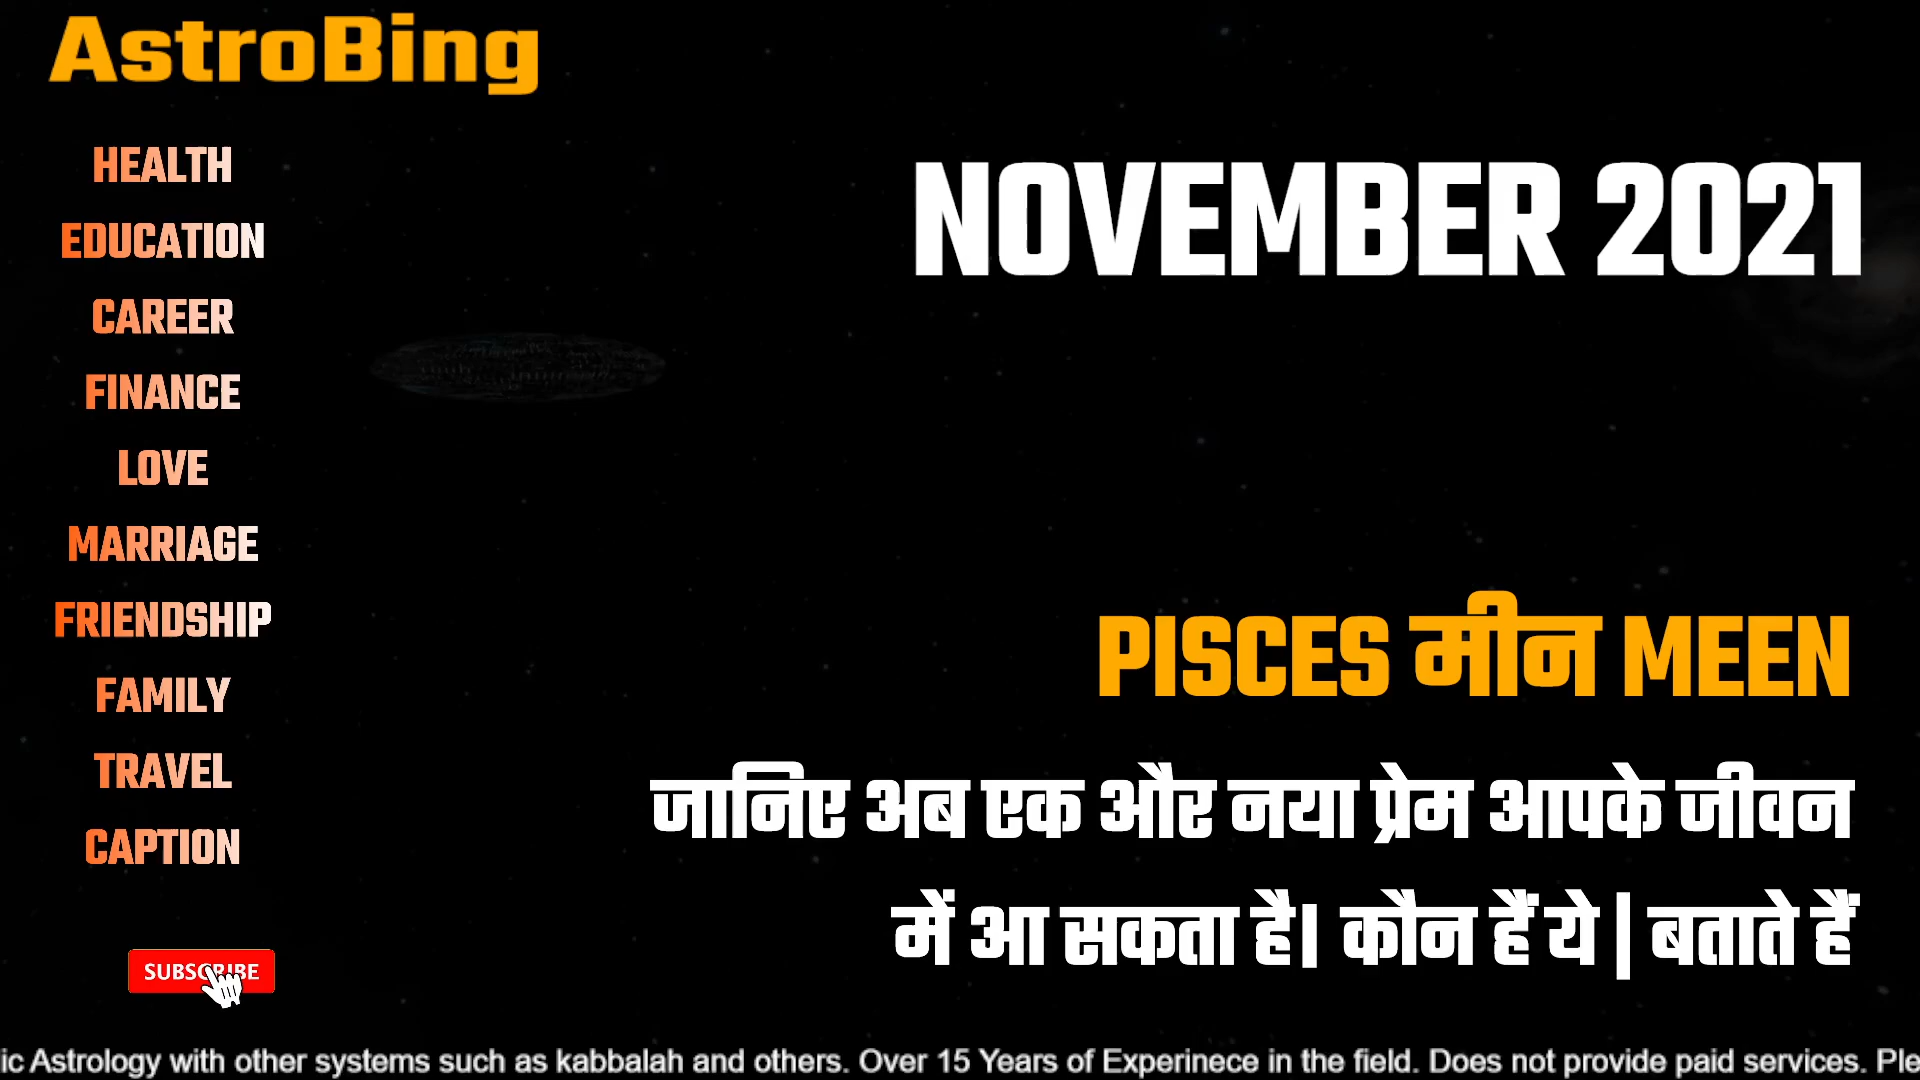 AstroBing
HEALTH
EDUCATION
CAREER
FINANCE
LOVE
MARRIAGE
FRIENDSHIP
FAMILY
TRAVEL
CAPTION
SUBSCRIBE
NOVEMBER 2021
PISCES मीन MEEN
जानिए अब एक और नया प्रेम आपके जीवन
में आ सकता है। कौन हैं ये | बताते हैं
ic Astrology with other systems such as kabbalah and others. Over 15 Years of Experinece in the field. Does not provide paid services. Ple